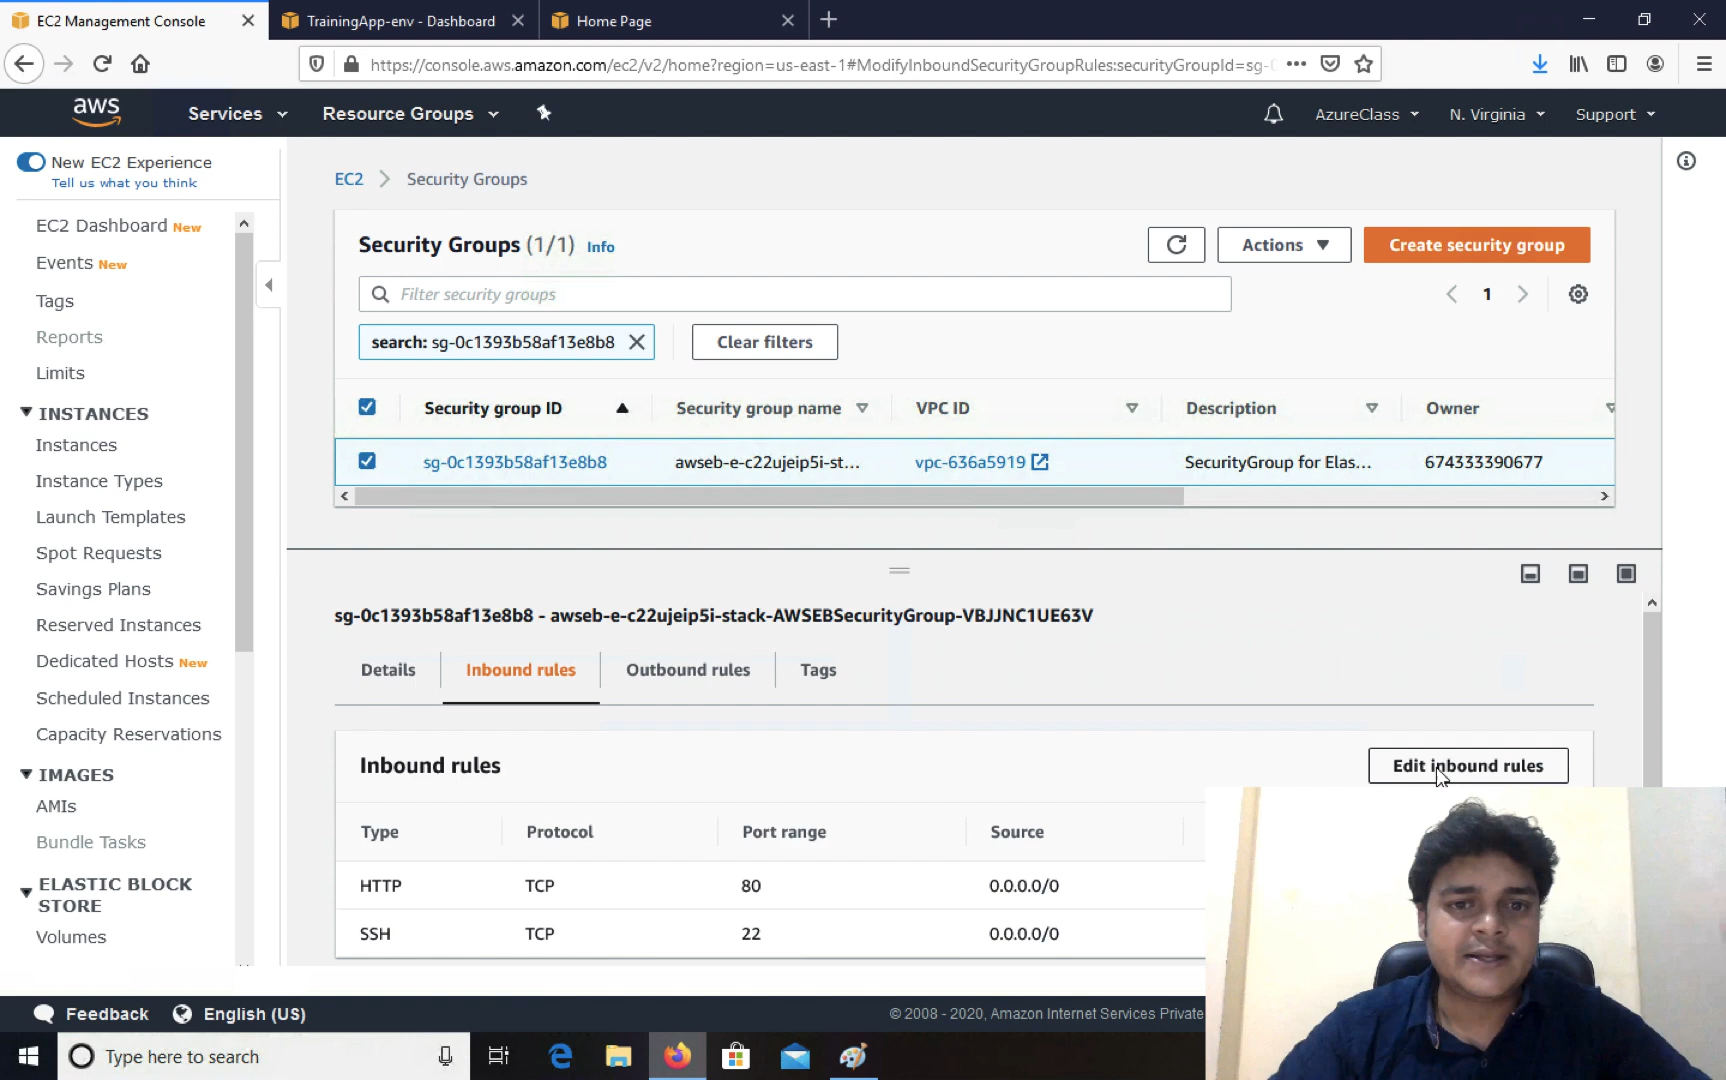 EC2 Management Console
TrainingApp-env - Dashboard
Home Page
https://console.aws.amazon.com/ec2/v2/home?region=us-east-1#ModifyInboundSecurityGroupRules:securityGroupId=sg-
aws
Services
Resource Groups
AzureClass
N. Virginia
Support
New EC2 Experience
Tell us what you think
EC2 Dashboard New
Events New
Tags
Reports
Limits
INSTANCES
Instances
Instance Types
Launch Templates
Spot Requests
Savings Plans
Reserved Instances
Dedicated Hosts New
Scheduled Instances
Capacity Reservations
IMAGES
AMIs
Bundle Tasks
ELASTIC BLOCK
STORE
Volumes
EC2 > Security Groups
Security Groups (1/1) Info
Actions
Create security group
Filter security groups
1
search: sg-0c1393b58af13e8b8
Clear filters
Security group ID
Security group name
VPC ID
Description
Owner
sg-0c1393b58af13e8b8
awseb-e-c22ujeip5i-st...
vpc-636a5919
SecurityGroup for Elas...
674333390677
sg-0c1393b58af13e8b8 - awseb-e-c22ujeip5i-stack-AWSEBSecurityGroup-VBJJNC1UE63V
Details
Inbound rules
Outbound rules
Tags
Inbound rules
Edit inbound rules
Type
Protocol
Port range
Source
HTTP
TCP
80
0.0.0.0/0
SSH
TCP
22
0.0.0.0/0
Feedback
English (US)
© 2008 - 2020, Amazon Internet Services Private
Type here to search